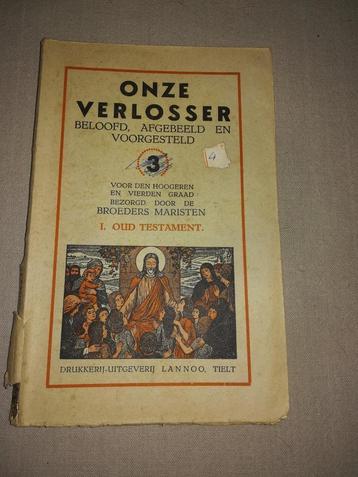 ONZE
VERLOSSER
BELOOFD, AFGEBEELD EN
VOORGESTELD
3
4
VOOR DEN HOOGEREN
EN VIERDEN GRAAD
BEZORGD DOOR DE
BROEDERS MARISTEN
I. OUD TESTAMENT.
DRUKKERIJ-UITGEVERIJ LANNOO, TIELT